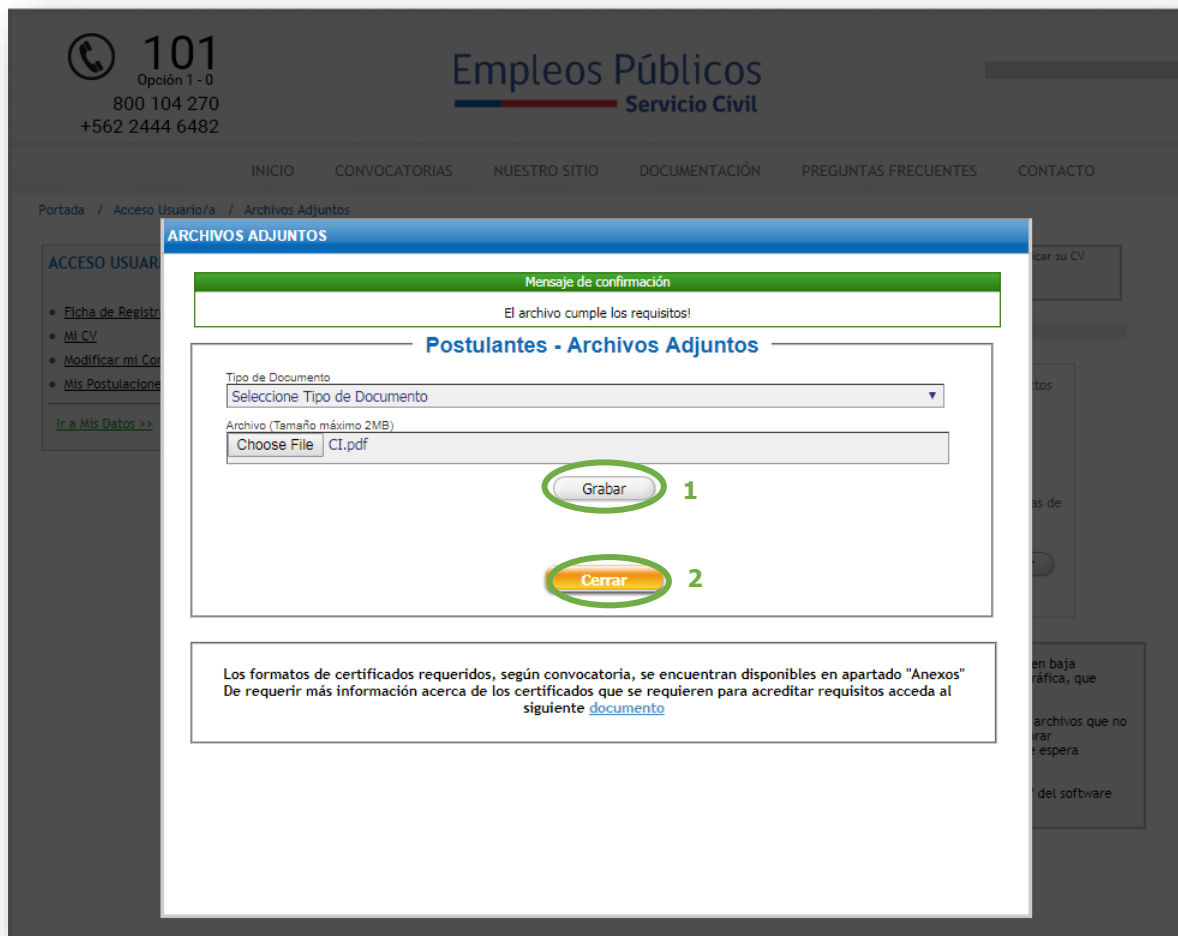 101
Opción 1 - 0
800 104 270
+562 2444 6482
Empleos Públicos
Servicio Civil
INICIO CONVOCATORIAS NUESTRO SITIO DOCUMENTACIÓN PREGUNTAS FRECUENTES CONTACTO
Portada / Acceso Usuario/a / Archivos Adjuntos
ARCHIVOS ADJUNTOS
ACCESO USUAR
Ficha de Registr
Mi CV
Modificar mi Cor
Mis Postulacione
Ir a Mis Datos >>
Mensaje de confirmación
El archivo cumple los requisitos!
Postulantes - Archivos Adjuntos
Tipo de Documento
Seleccione Tipo de Documento
Archivo (Tamaño máximo 2MB)
Choose File CI.pdf
Grabar 1
Cerrar 2
Los formatos de certificados requeridos, según convocatoria, se encuentran disponibles en apartado "Anexos"
De requerir más información acerca de los certificados que se requieren para acreditar requisitos acceda al
siguiente documento
icar su CV
tos
as de
en baja
ráfica, que
archivos que no
rar
espera
del software